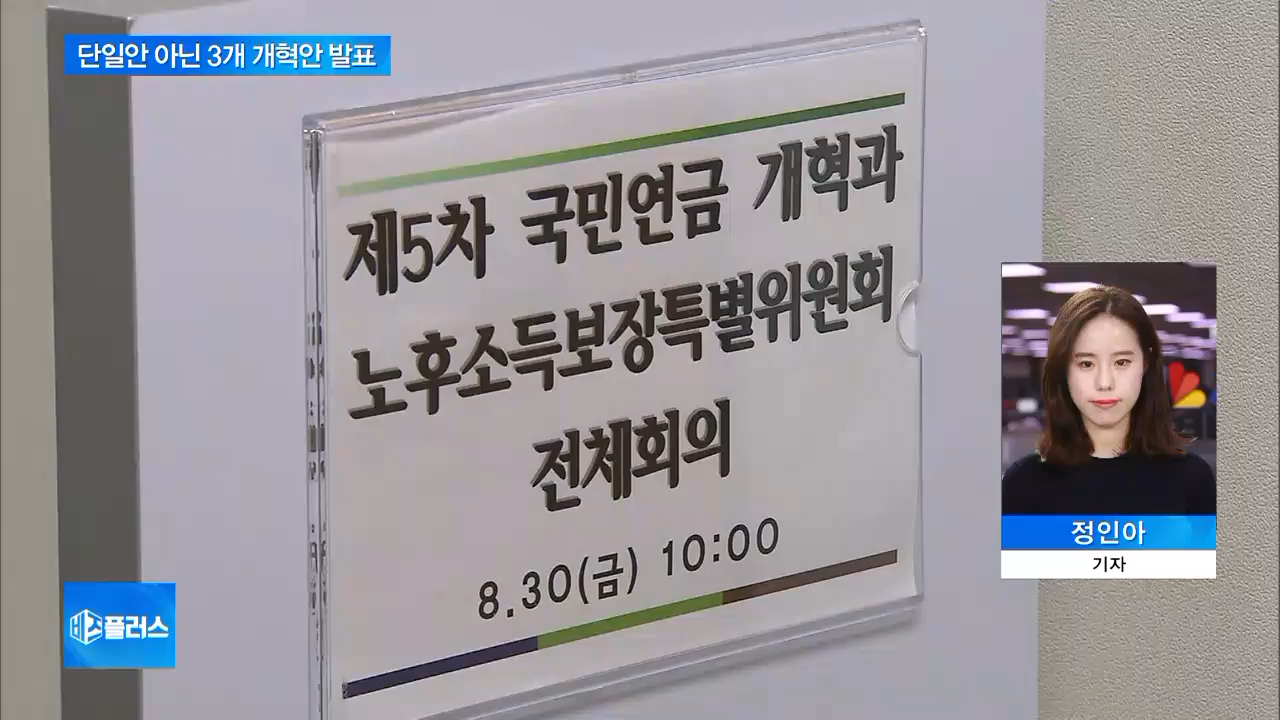 단일안 아닌 3개 개혁안 발표
제5차 국민연금 개혁과
노후소득보장특별위원회
전체회의
8.30(금) 10:00
정인아
기자
비즈플러스